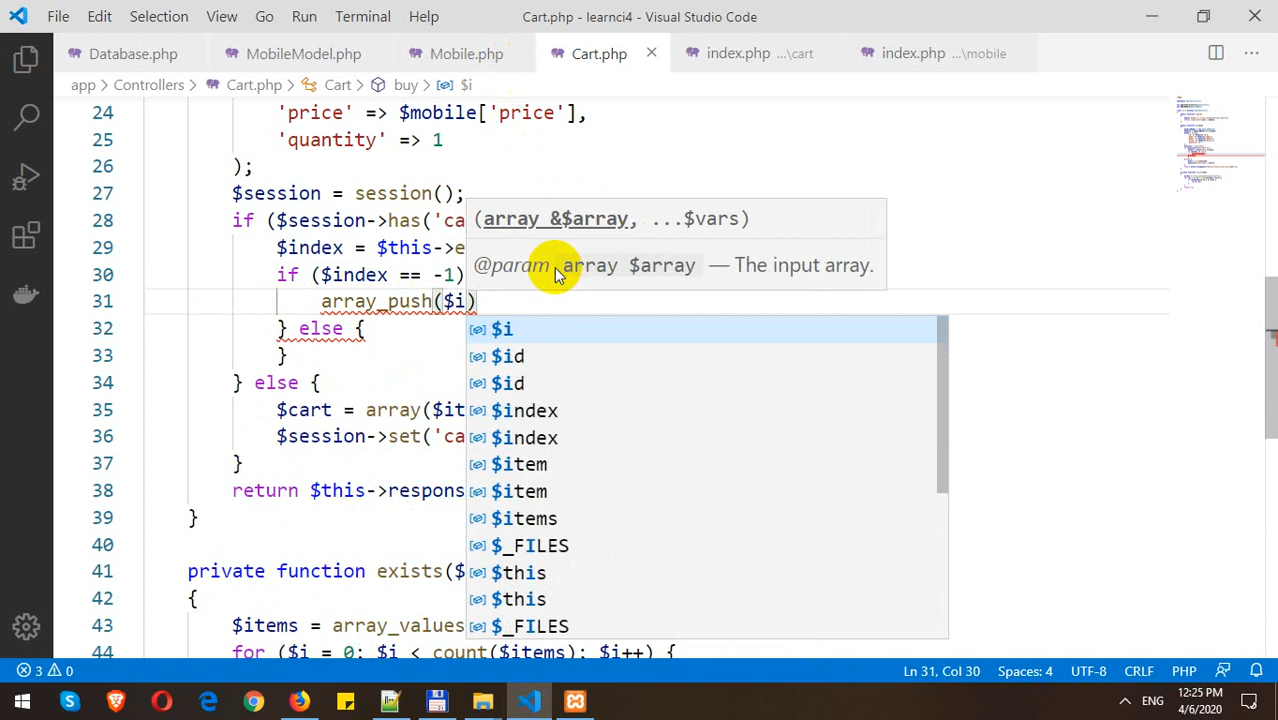 File Edit Selection View Go Run Terminal Help Cart.php - learnci4 - Visual Studio Code
Database.php MobileModel.php Mobile.php Cart.php index.php ...\cart index.php ...\mobile
app > Controllers > Cart.php > Cart > buy > $i
24 'price' => $mobile['price'],
25 'quantity' => 1
26 );
27 $session = session();
28 if ($session->has('ca
(array &$array, ...$vars)
29 $index = $this->e
@param array $array — The input array.
30 if ($index == -1)
31 array_push($i)
32 } else {
$i
33 }
$id
34 } else {
$id
35 $cart = array($it
$index
36 $session->set('ca
$index
37 }
$item
38 return $this->respons
$item
39 }
$items
40
$_FILES
41 private function exists($
$this
42 {
$this
43 $items = array_values
$_FILES
44 for ($i = 0; $i < count($items); $i++) {
3 0 Ln 31, Col 30 Spaces: 4 UTF-8 CRLF PHP
ENG 12:25 PM
4/6/2020